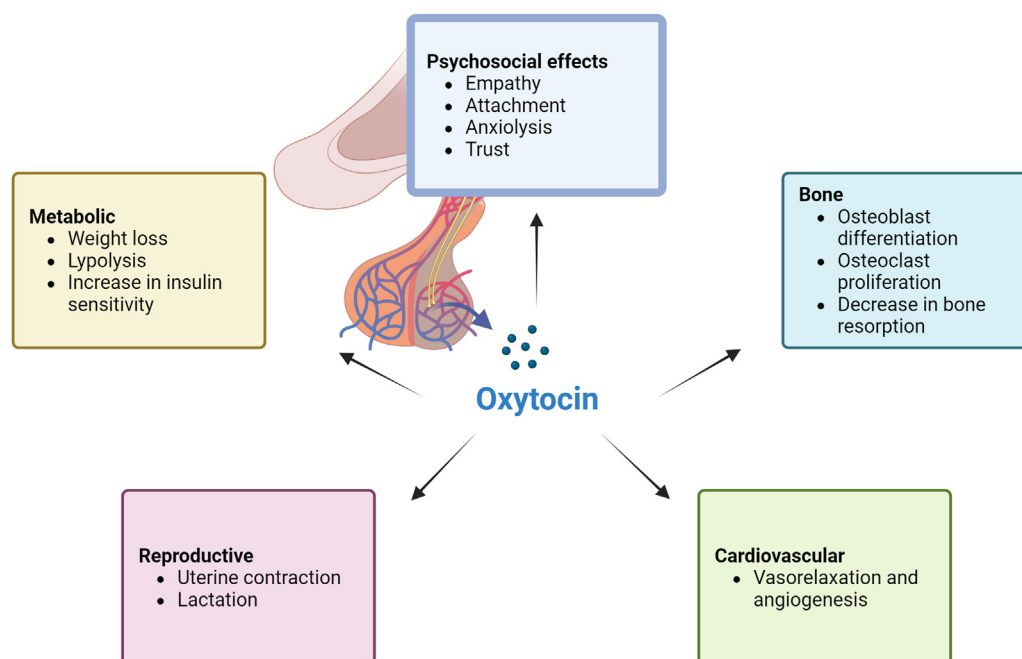 Psychosocial effects
• Empathy
• Attachment
• Anxiolysis
• Trust
Metabolic
• Weight loss
• Lypolysis
• Increase in insulin
sensitivity
Bone
• Osteoblast
differentiation
• Osteoclast
proliferation
• Decrease in bone
resorption
Oxytocin
Reproductive
• Uterine contraction
• Lactation
Cardiovascular
• Vasorelaxation and
angiogenesis